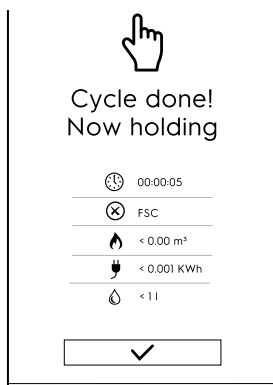 Cycle done!
Now holding
00:00:05
FSC
< 0.00 m³
< 0.001 KWh
< 1 l